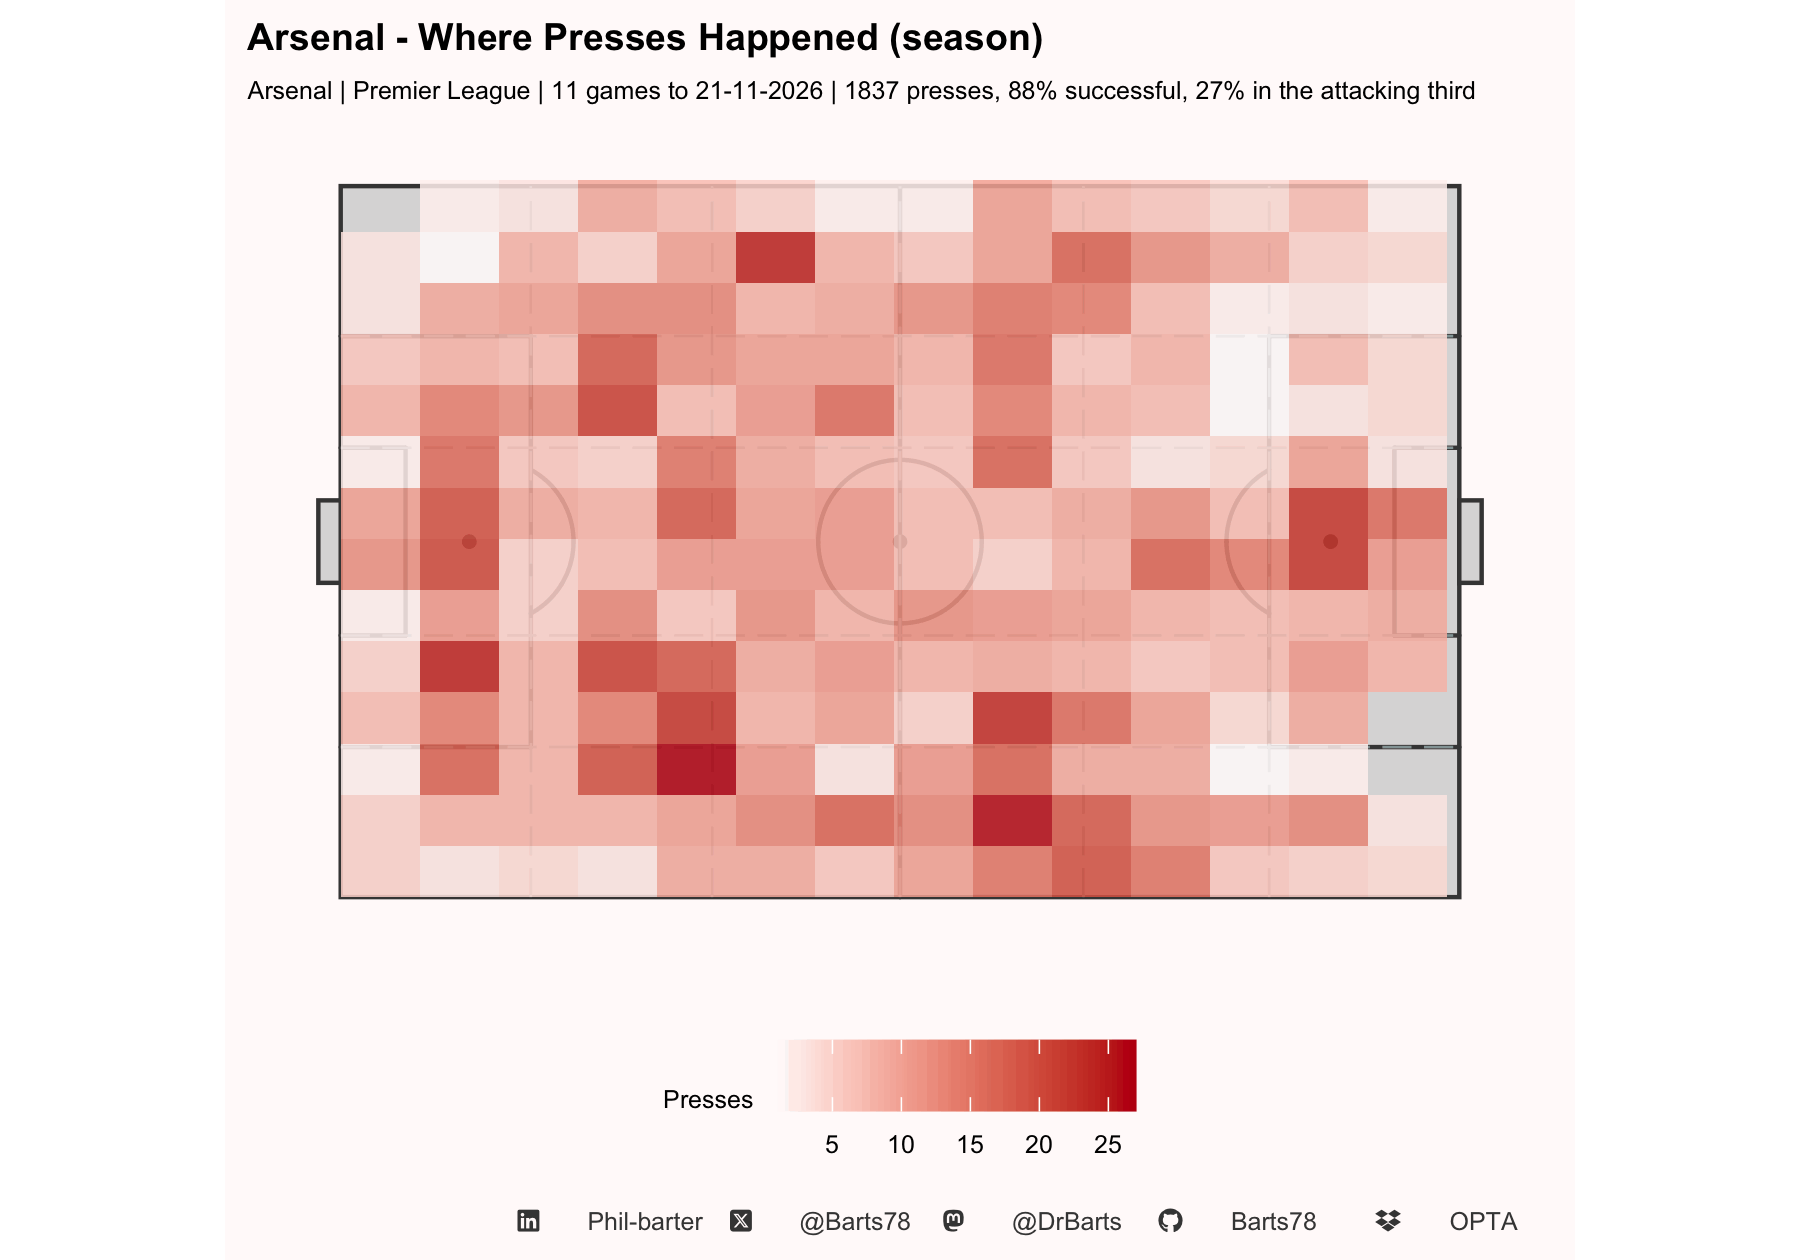 Arsenal - Where Presses Happened (season)
Arsenal | Premier League | 11 games to 21-11-2026 | 1837 presses, 88% successful, 27% in the attacking third
Presses
5 10 15 20 25
Phil-barter @Barts78 @DrBarts Barts78 OPTA